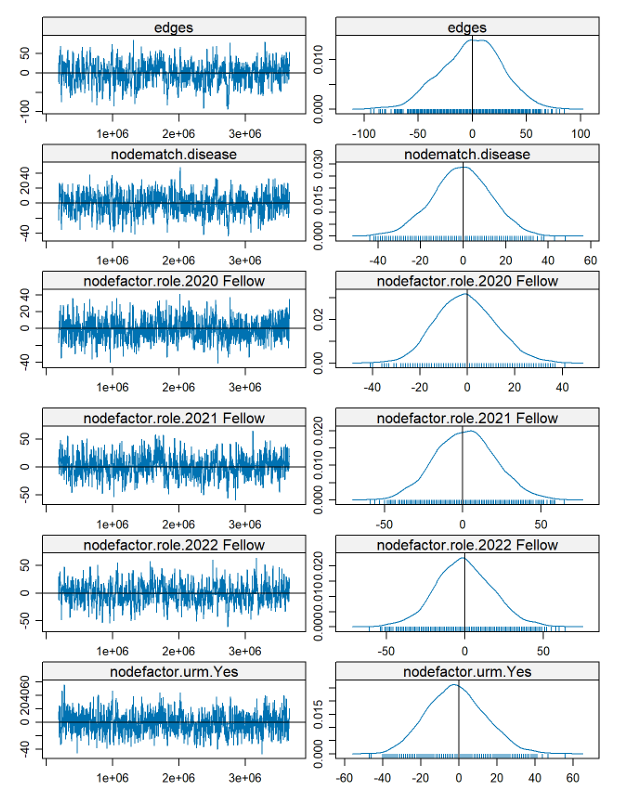 edges
edges
50
0
-100
1e+06 2e+06 3e+06
0.010
0.000
-100 -50 0 50 100
nodematch.disease
nodematch.disease
0 2040
-40
1e+06 2e+06 3e+06
0.030
0.015
0.000
-40 -20 0 20 40 60
nodefactor.role.2020 Fellow
nodefactor.role.2020 Fellow
40
20
0
-40
1e+06 2e+06 3e+06
0.02
0.00
-40 -20 0 20 40
nodefactor.role.2021 Fellow
nodefactor.role.2021 Fellow
50
0
-50
1e+06 2e+06 3e+06
0.020
0.010
0.000
-50 0 50
nodefactor.role.2022 Fellow
nodefactor.role.2022 Fellow
50
0
-50
1e+06 2e+06 3e+06
0.0000.0100.020
-50 0 50
nodefactor.urm.Yes
nodefactor.urm.Yes
0 204060
-40
1e+06 2e+06 3e+06
0.015
0.000
-60 -40 -20 0 20 40 60